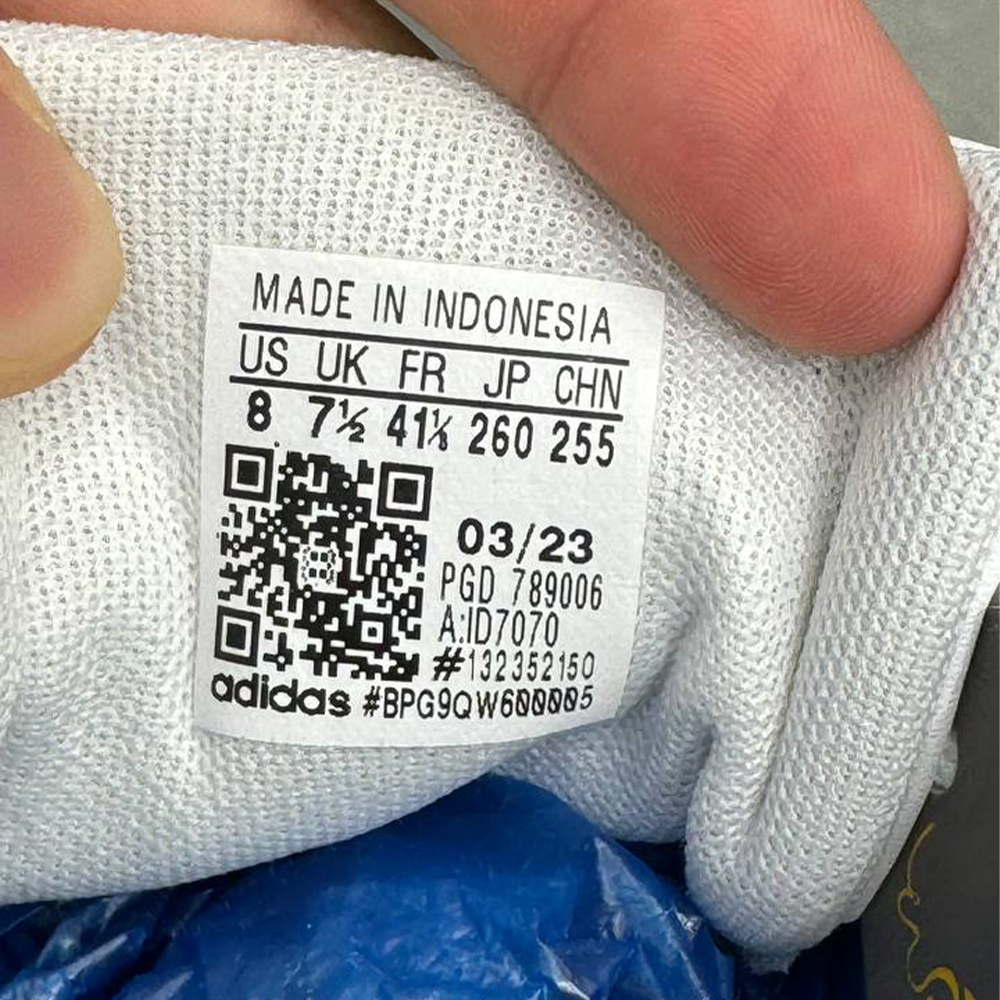 MADE IN INDONESIA
US UK FR JP CHN
8 7½ 41⅓ 260 255
03/23
PGD 789006
A:ID7070
#132352150
adidas #BPG9QW600005